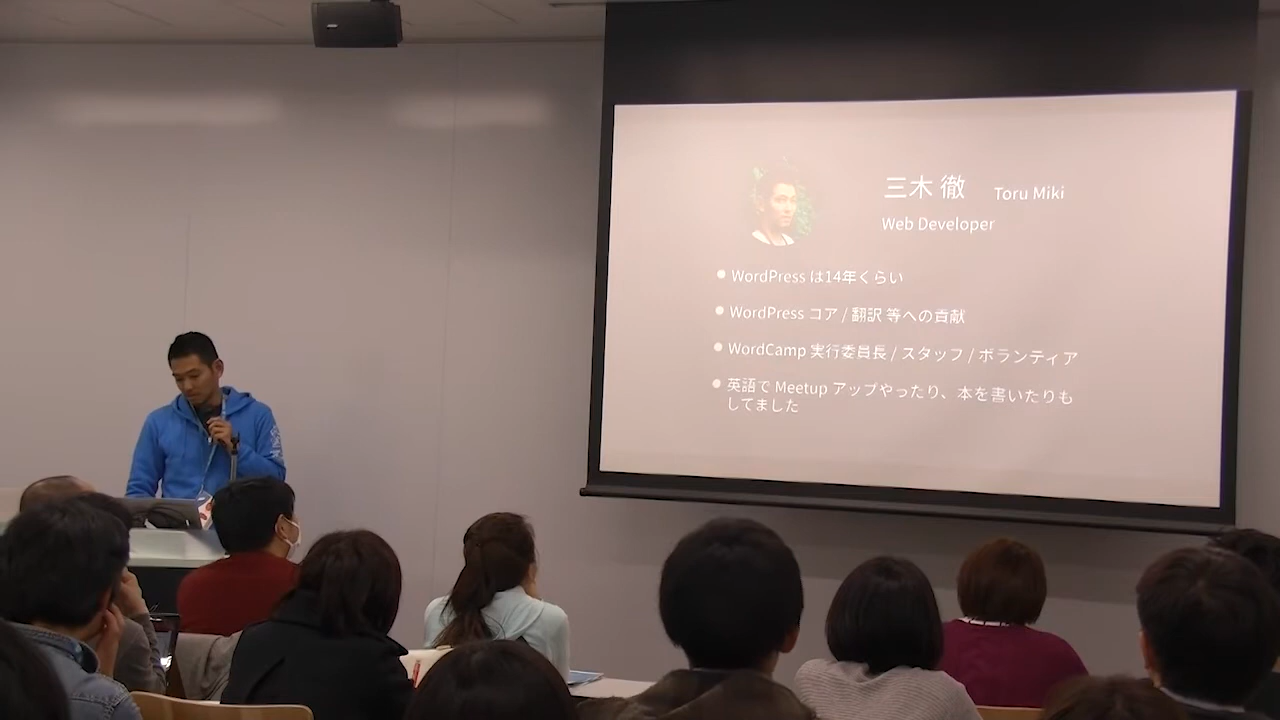 三木 徹 Toru Miki
Web Developer
WordPress は14年くらい
WordPress コア / 翻訳 等への貢献
WordCamp 実行委員長 / スタッフ / ボランティア
英語で Meetup アップやったり、本を書いたりも
してました